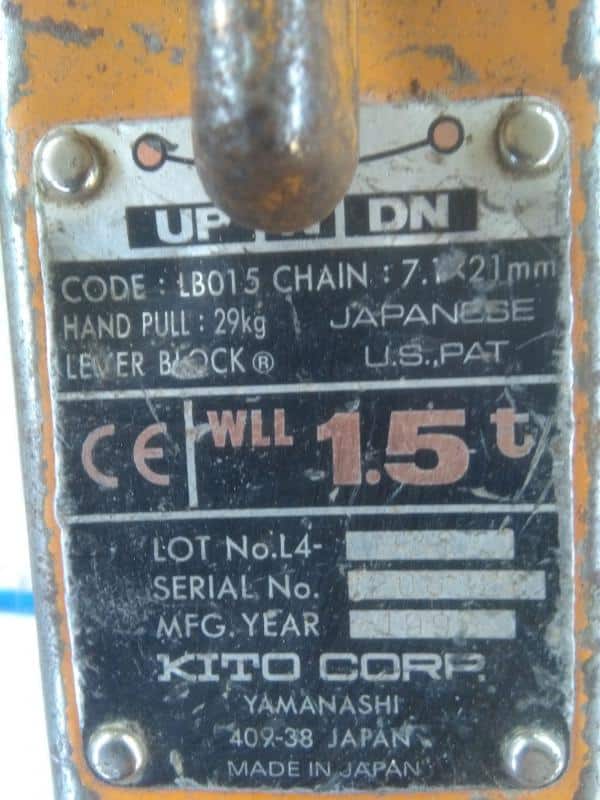 UP N DN
CODE : LB015 CHAIN : 7.1×21mm
HAND PULL : 29kg JAPANESE
LEVER BLOCK® U.S., PAT
CE WLL 1.5 t
LOT No. L4-
SERIAL No.
MFG. YEAR
KITO CORP.
YAMANASHI
409-38 JAPAN
MADE IN JAPAN